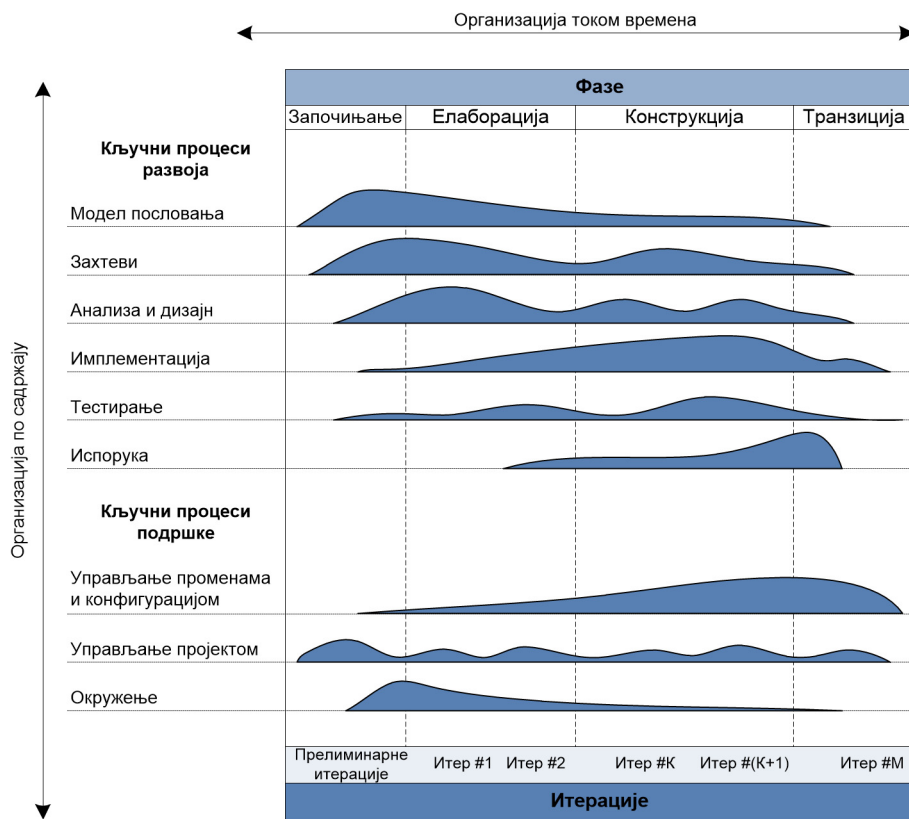 Организација током времена
Фазе
Започињање Елаборација Конструкција Транзиција
Кључни процеси
развоја
Модел пословања
Захтеви
Анализа и дизајн
Имплементација
Тестирање
Испорука
Кључни процеси
подршке
Управљање променама
и конфигурацијом
Управљање пројектом
Окружење
Организација по садржају
Прелиминарне
итерације
Итер #1 Итер #2 Итер #К Итер #(К+1) Итер #М
Итерације